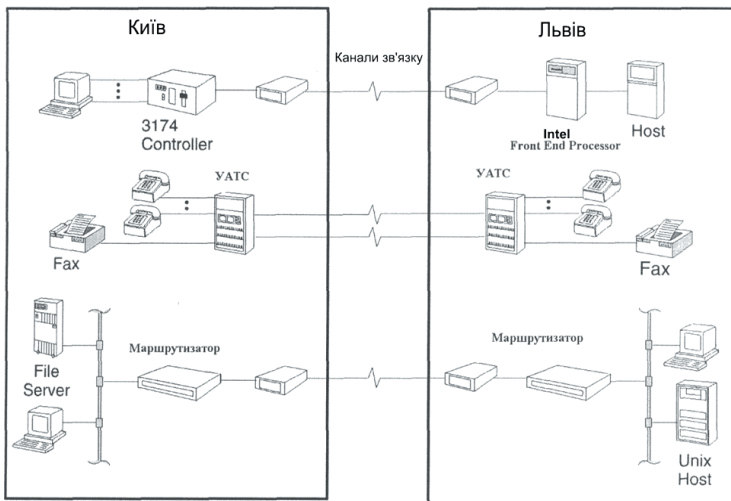 Київ
Львів
Канали зв'язку
3174
Controller
Intel
Front End Processor
Host
УАТС
УАТС
Fax
Fax
Маршрутизатор
Маршрутизатор
File
Server
Unix
Host